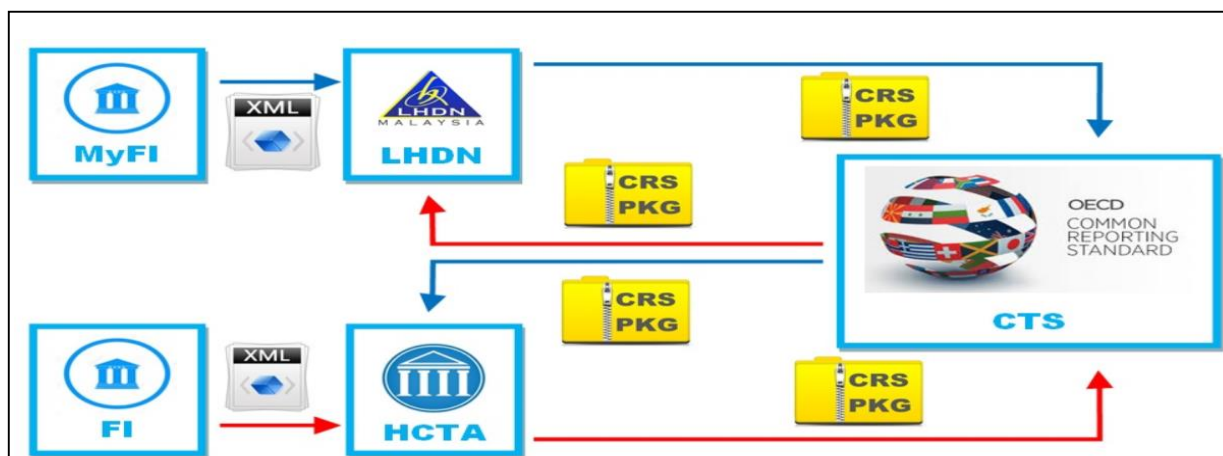 XML
MyFI
LHDN
MALAYSIA
LHDN
CRS
PKG
CRS
PKG
OECD
COMMON
REPORTING
STANDARD
CTS
CRS
PKG
XML
FI
HCTA
CRS
PKG